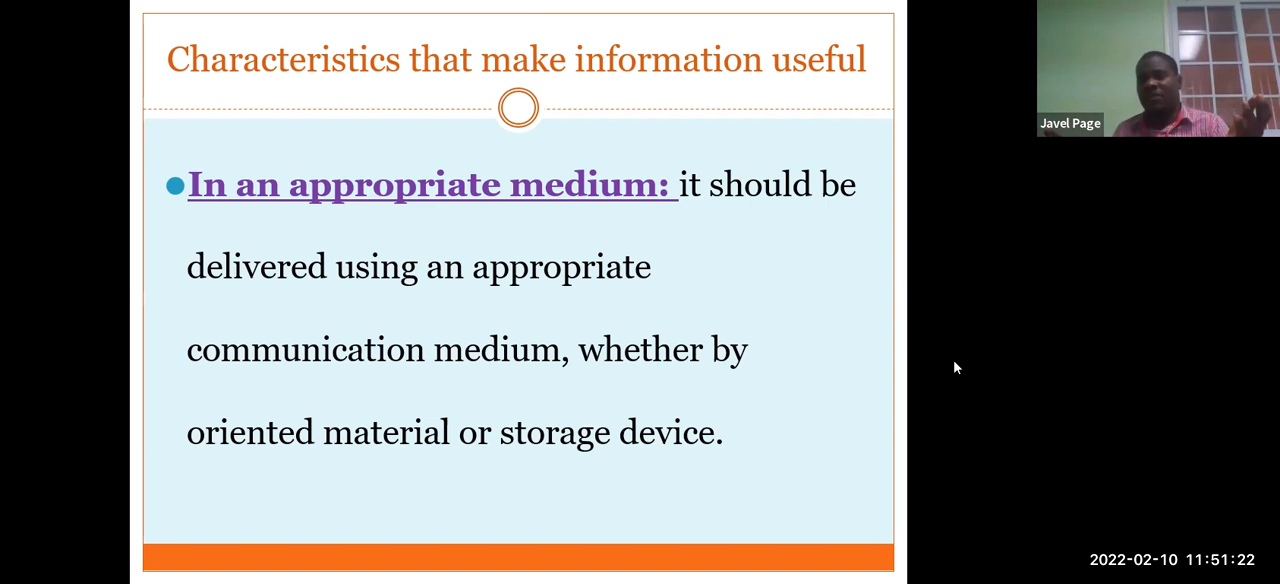 Characteristics that make information useful
In an appropriate medium: it should be
delivered using an appropriate
communication medium, whether by
oriented material or storage device.
Javel Page
2022-02-10 11:51:22